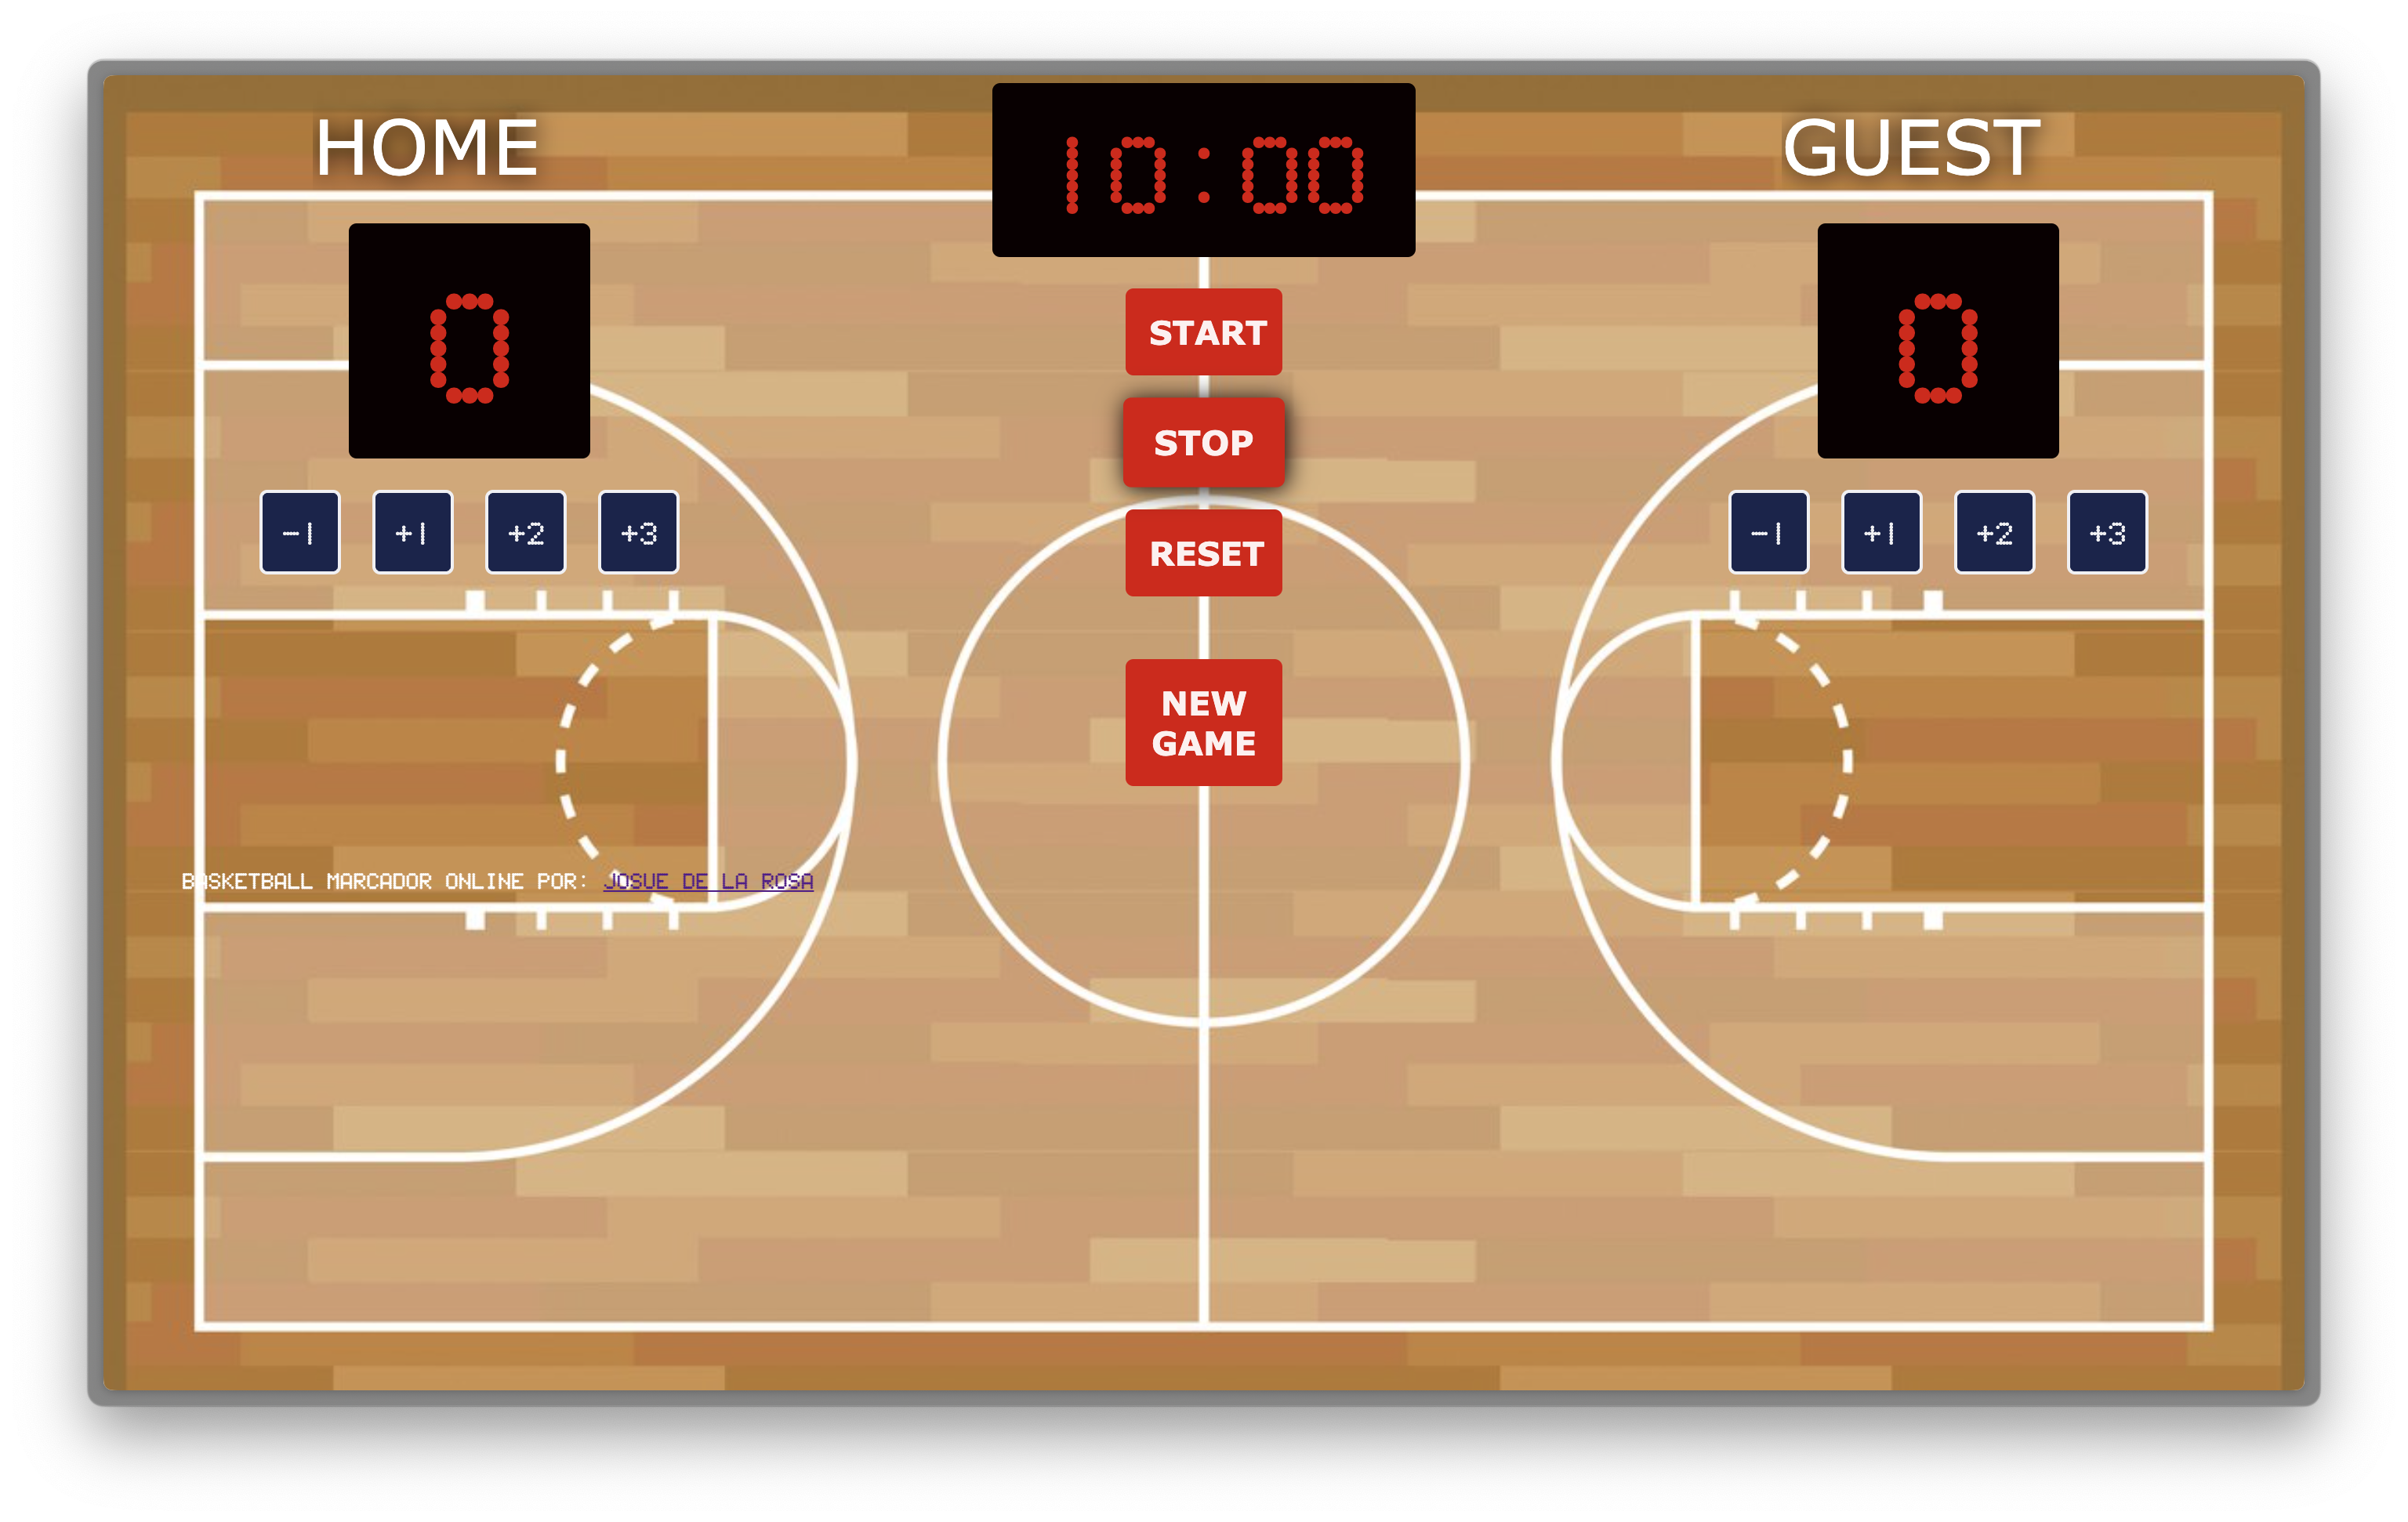 HOME
10:00
GUEST
0
0
START
STOP
-1 +1 +2 +3
-1 +1 +2 +3
RESET
NEW
GAME
BASKETBALL MARCADOR ONLINE POR: JOSUE DE LA ROSA